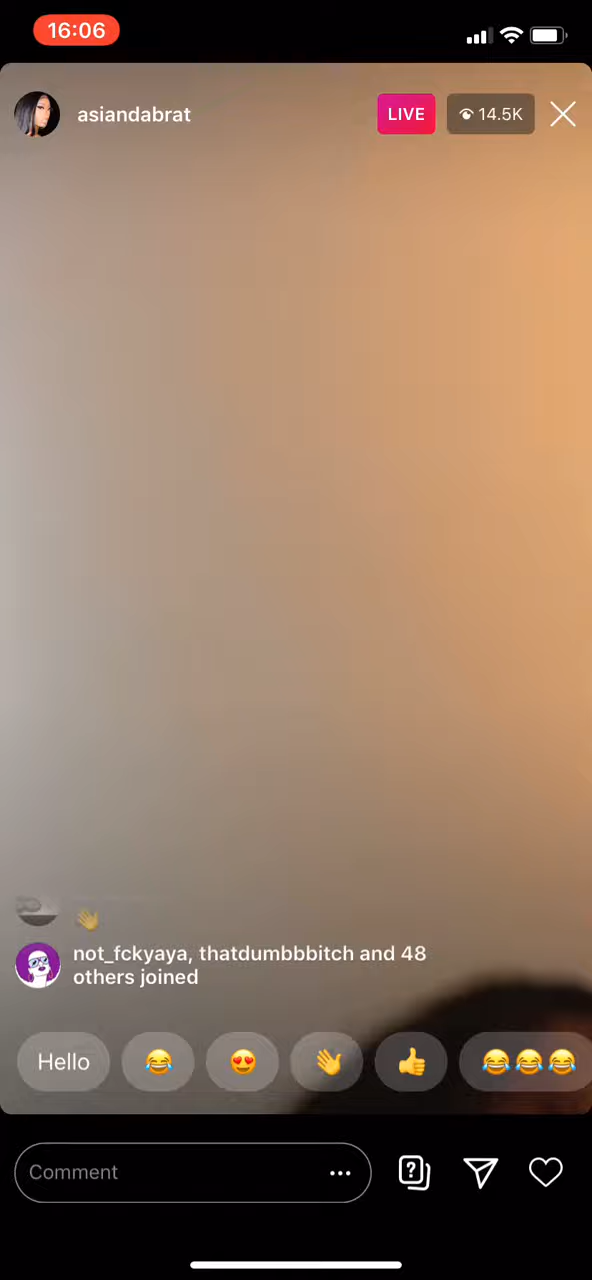 16:06
asiandabrat
LIVE
14.5K
not_fckyaya, thatdumbbbitch and 48
others joined
Hello
Comment